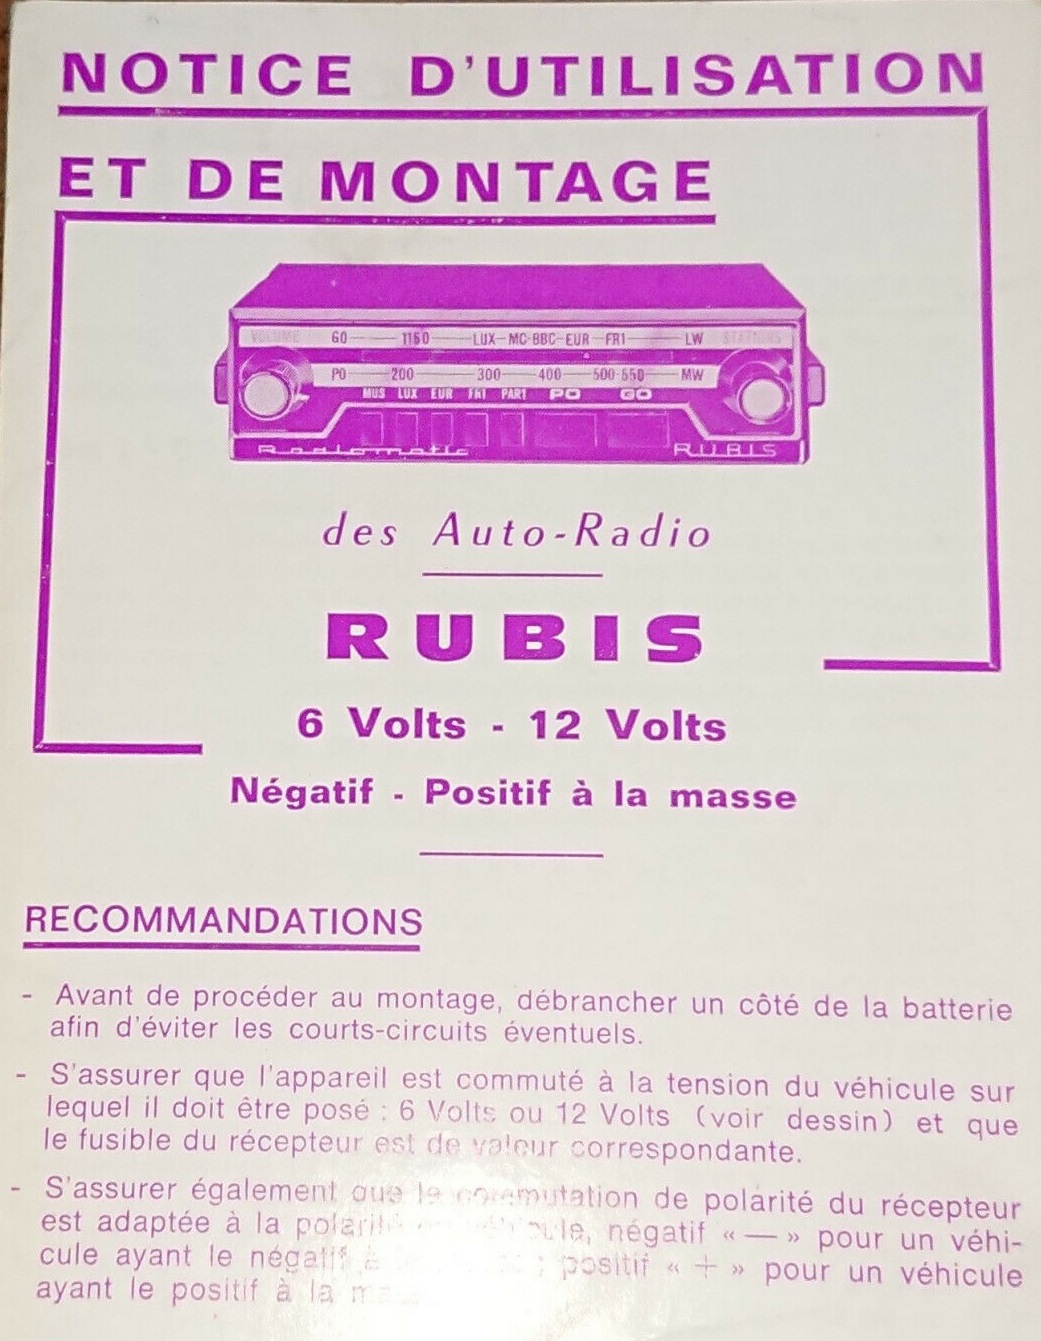 NOTICE D'UTILISATION
ET DE MONTAGE
VOLUME GO 1150 LUX-MC-BBC-EUR FR1 LW STATIONS
PO 200 300 400 500 550 MW
MUS LUX EUR FR1 PAR1 PO GO
Radiomatic RUBIS
des Auto-Radio
RUBIS
6 Volts - 12 Volts
Négatif - Positif à la masse
RECOMMANDATIONS
- Avant de procéder au montage, débrancher un côté de la batterie
afin d'éviter les courts-circuits éventuels.
- S'assurer que l'appareil est commuté à la tension du véhicule sur
lequel il doit être posé : 6 Volts ou 12 Volts (voir dessin) et que
le fusible du récepteur est de valeur correspondante.
- S'assurer également que la commutation de polarité du récepteur
est adaptée à la polarité négatif « — » pour un véhi-
cule ayant le négatif à ; positif « + » pour un véhicule
ayant le positif à la